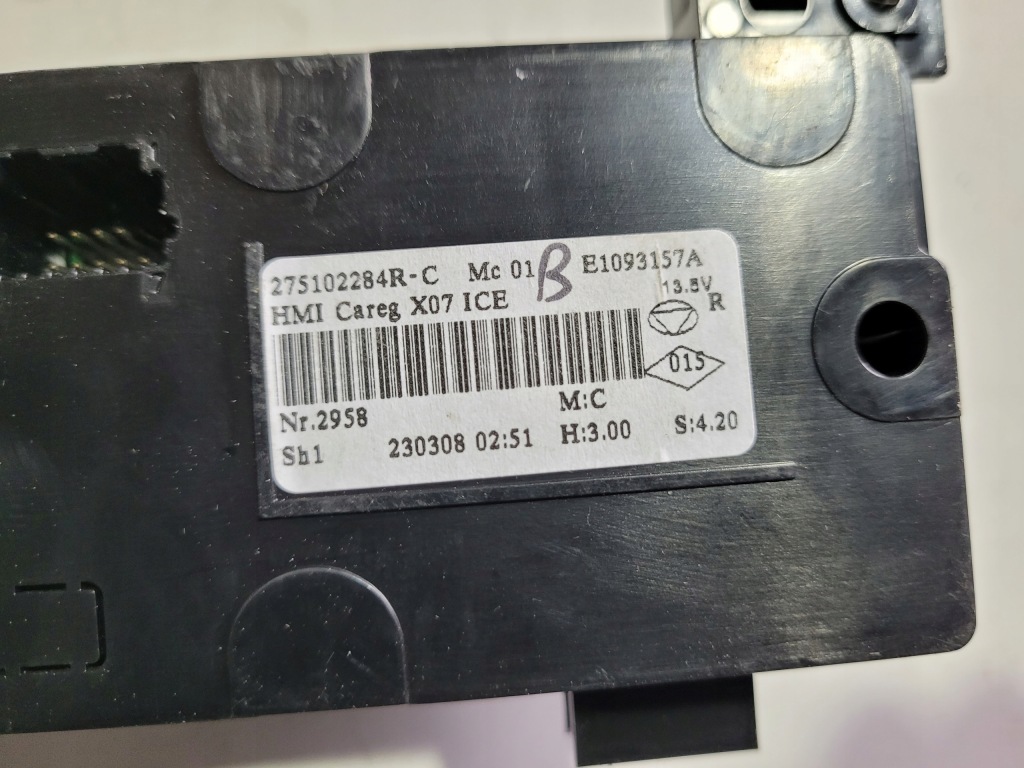 275102284R-C Mc 01 B E1093157A
HMI Careg X07 ICE 13.5V R
015
Nr.2958 M:C
Sh1 230308 02:51 H:3.00 S:4.20